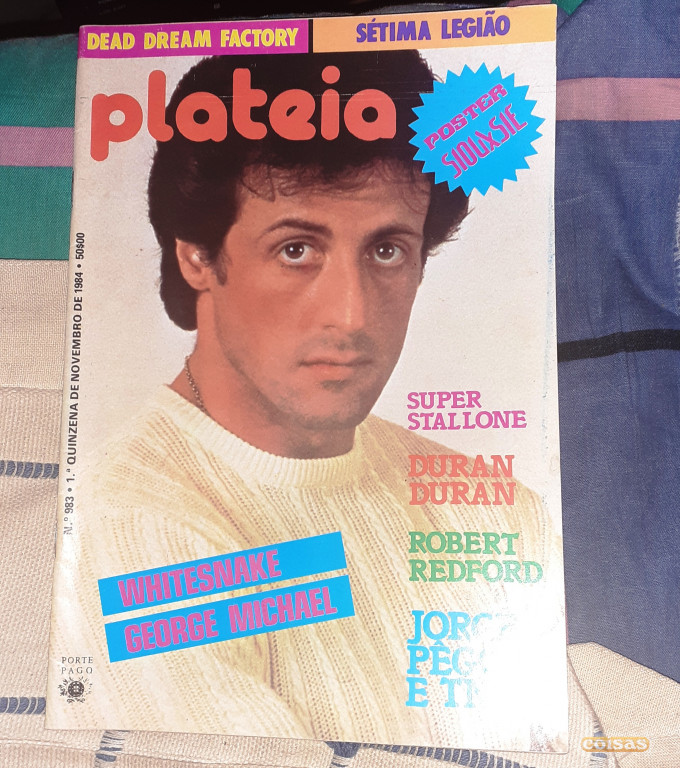 DEAD DREAM FACTORY
SÉTIMA LEGIÃO
plateia
POSTER
SIOUXSIE
N.º 983 • 1.ª QUINZENA DE NOVEMBRO DE 1984 • 50$00
SUPER
STALLONE
DURAN
DURAN
ROBERT
REDFORD
WHITESNAKE
GEORGE MICHAEL
E
PORTE
PAGO
coisas